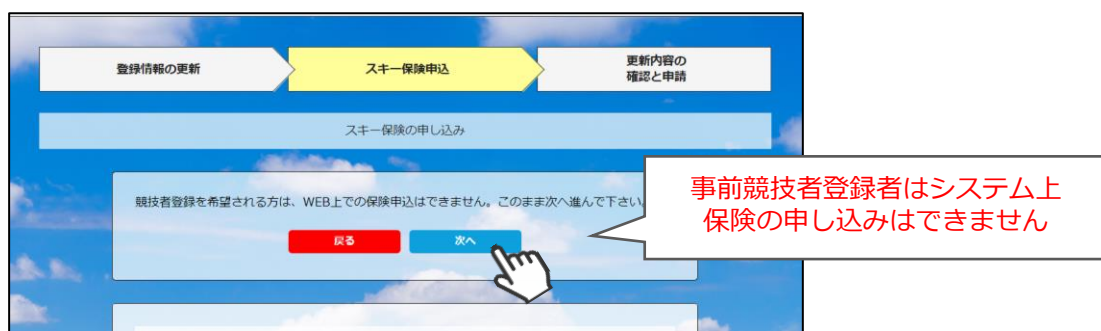 登録情報の更新
スキー保険申込
更新内容の
確認と申請
スキー保険の申し込み
競技者登録を希望される方は、WEB上での保険申込はできません。このまま次へ進んで下さい。
戻る
次へ
事前競技者登録者はシステム上
保険の申し込みはできません